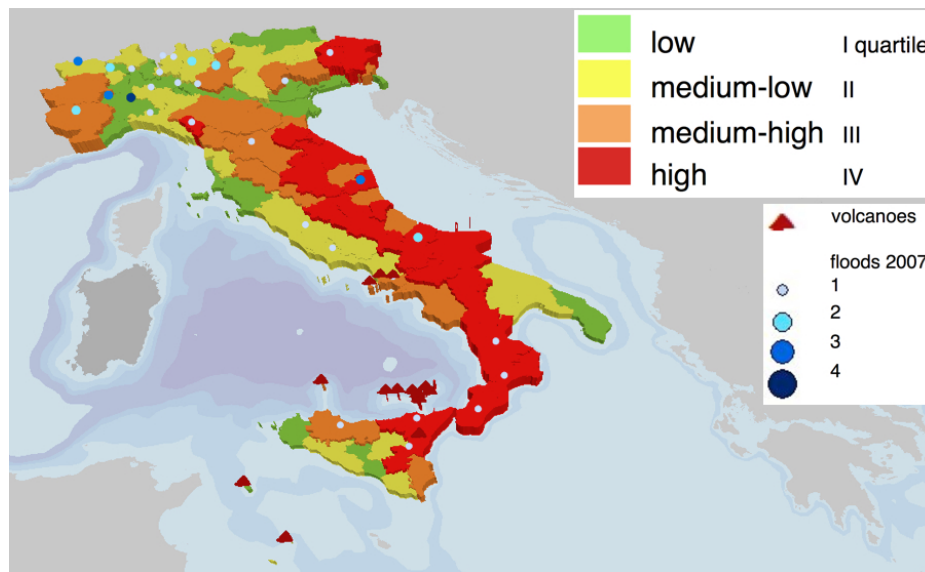 low I quartile
medium-low II
medium-high III
high IV
volcanoes
floods 2007
1
2
3
4